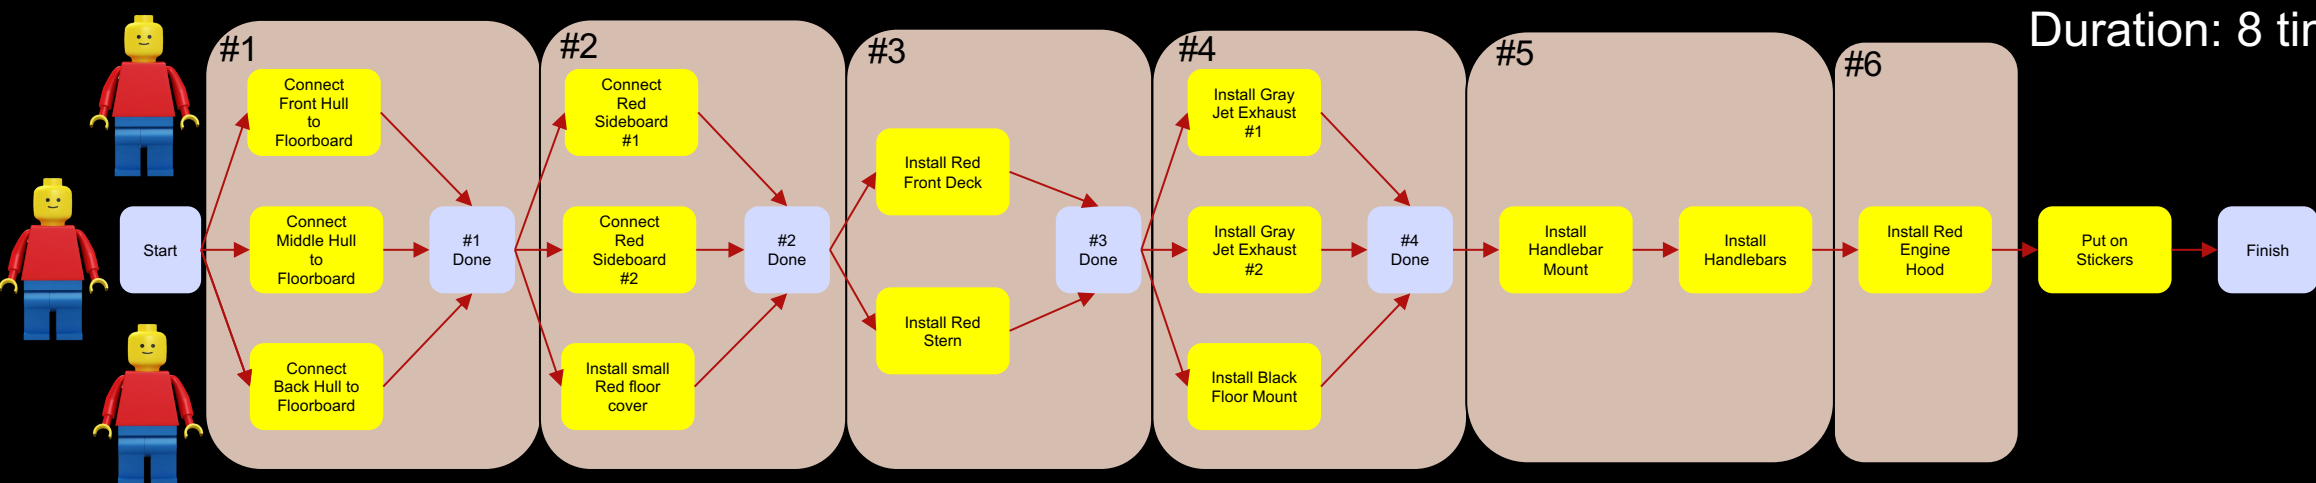 Duration: 8
#1
Start
Connect
Front Hull
to
Floorboard
Connect
Middle Hull
to
Floorboard
Connect
Back Hull to
Floorboard
#1
Done
#2
Connect
Red
Sideboard
#1
Connect
Red
Sideboard
#2
Install small
Red floor
cover
#2
Done
#3
Install Red
Front Deck
Install Red
Stern
#3
Done
#4
Install Gray
Jet Exhaust
#1
Install Gray
Jet Exhaust
#2
Install Black
Floor Mount
#4
Done
#5
Install
Handlebar
Mount
Install
Handlebars
#6
Install Red
Engine
Hood
Put on
Stickers
Finish